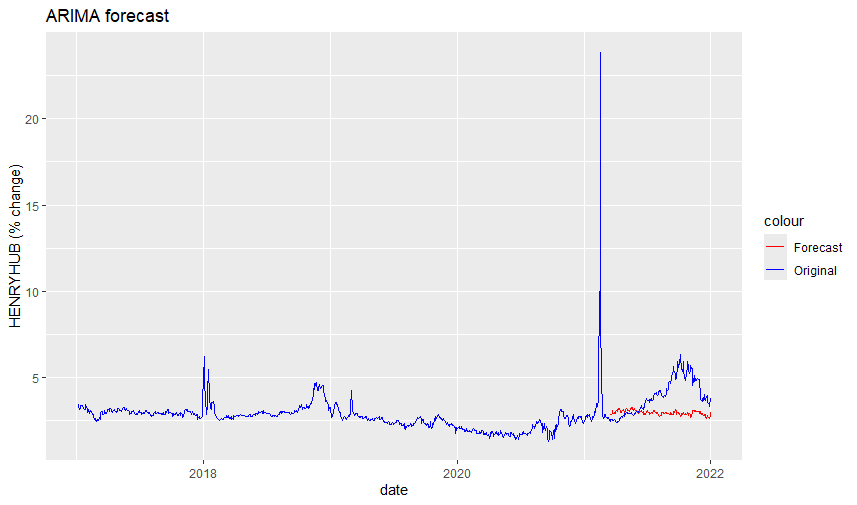 ARIMA forecast
HENRYHUB (% change)
20
15
10
5
2018
2020
2022
date
colour
Forecast
Original